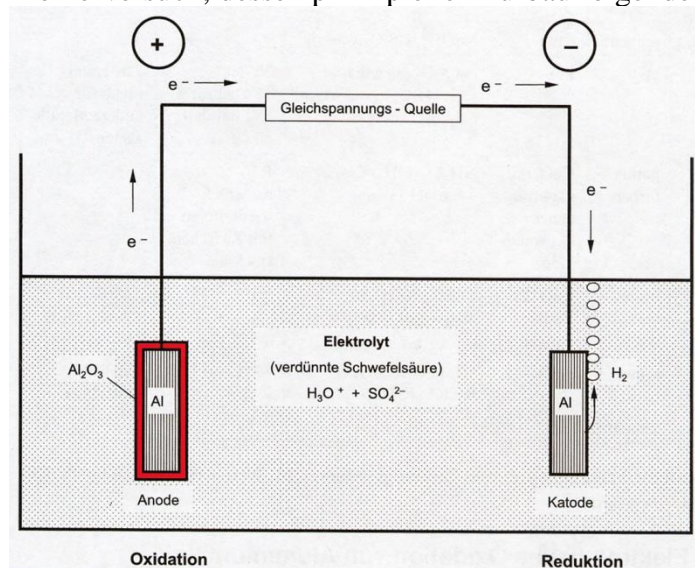 +
−
e⁻
e⁻
Gleichspannungs - Quelle
e⁻
e⁻
Elektrolyt
(verdünnte Schwefelsäure)
H₃O⁺ + SO₄²⁻
Al₂O₃
Al
Al
H₂
Anode
Katode
Oxidation
Reduktion